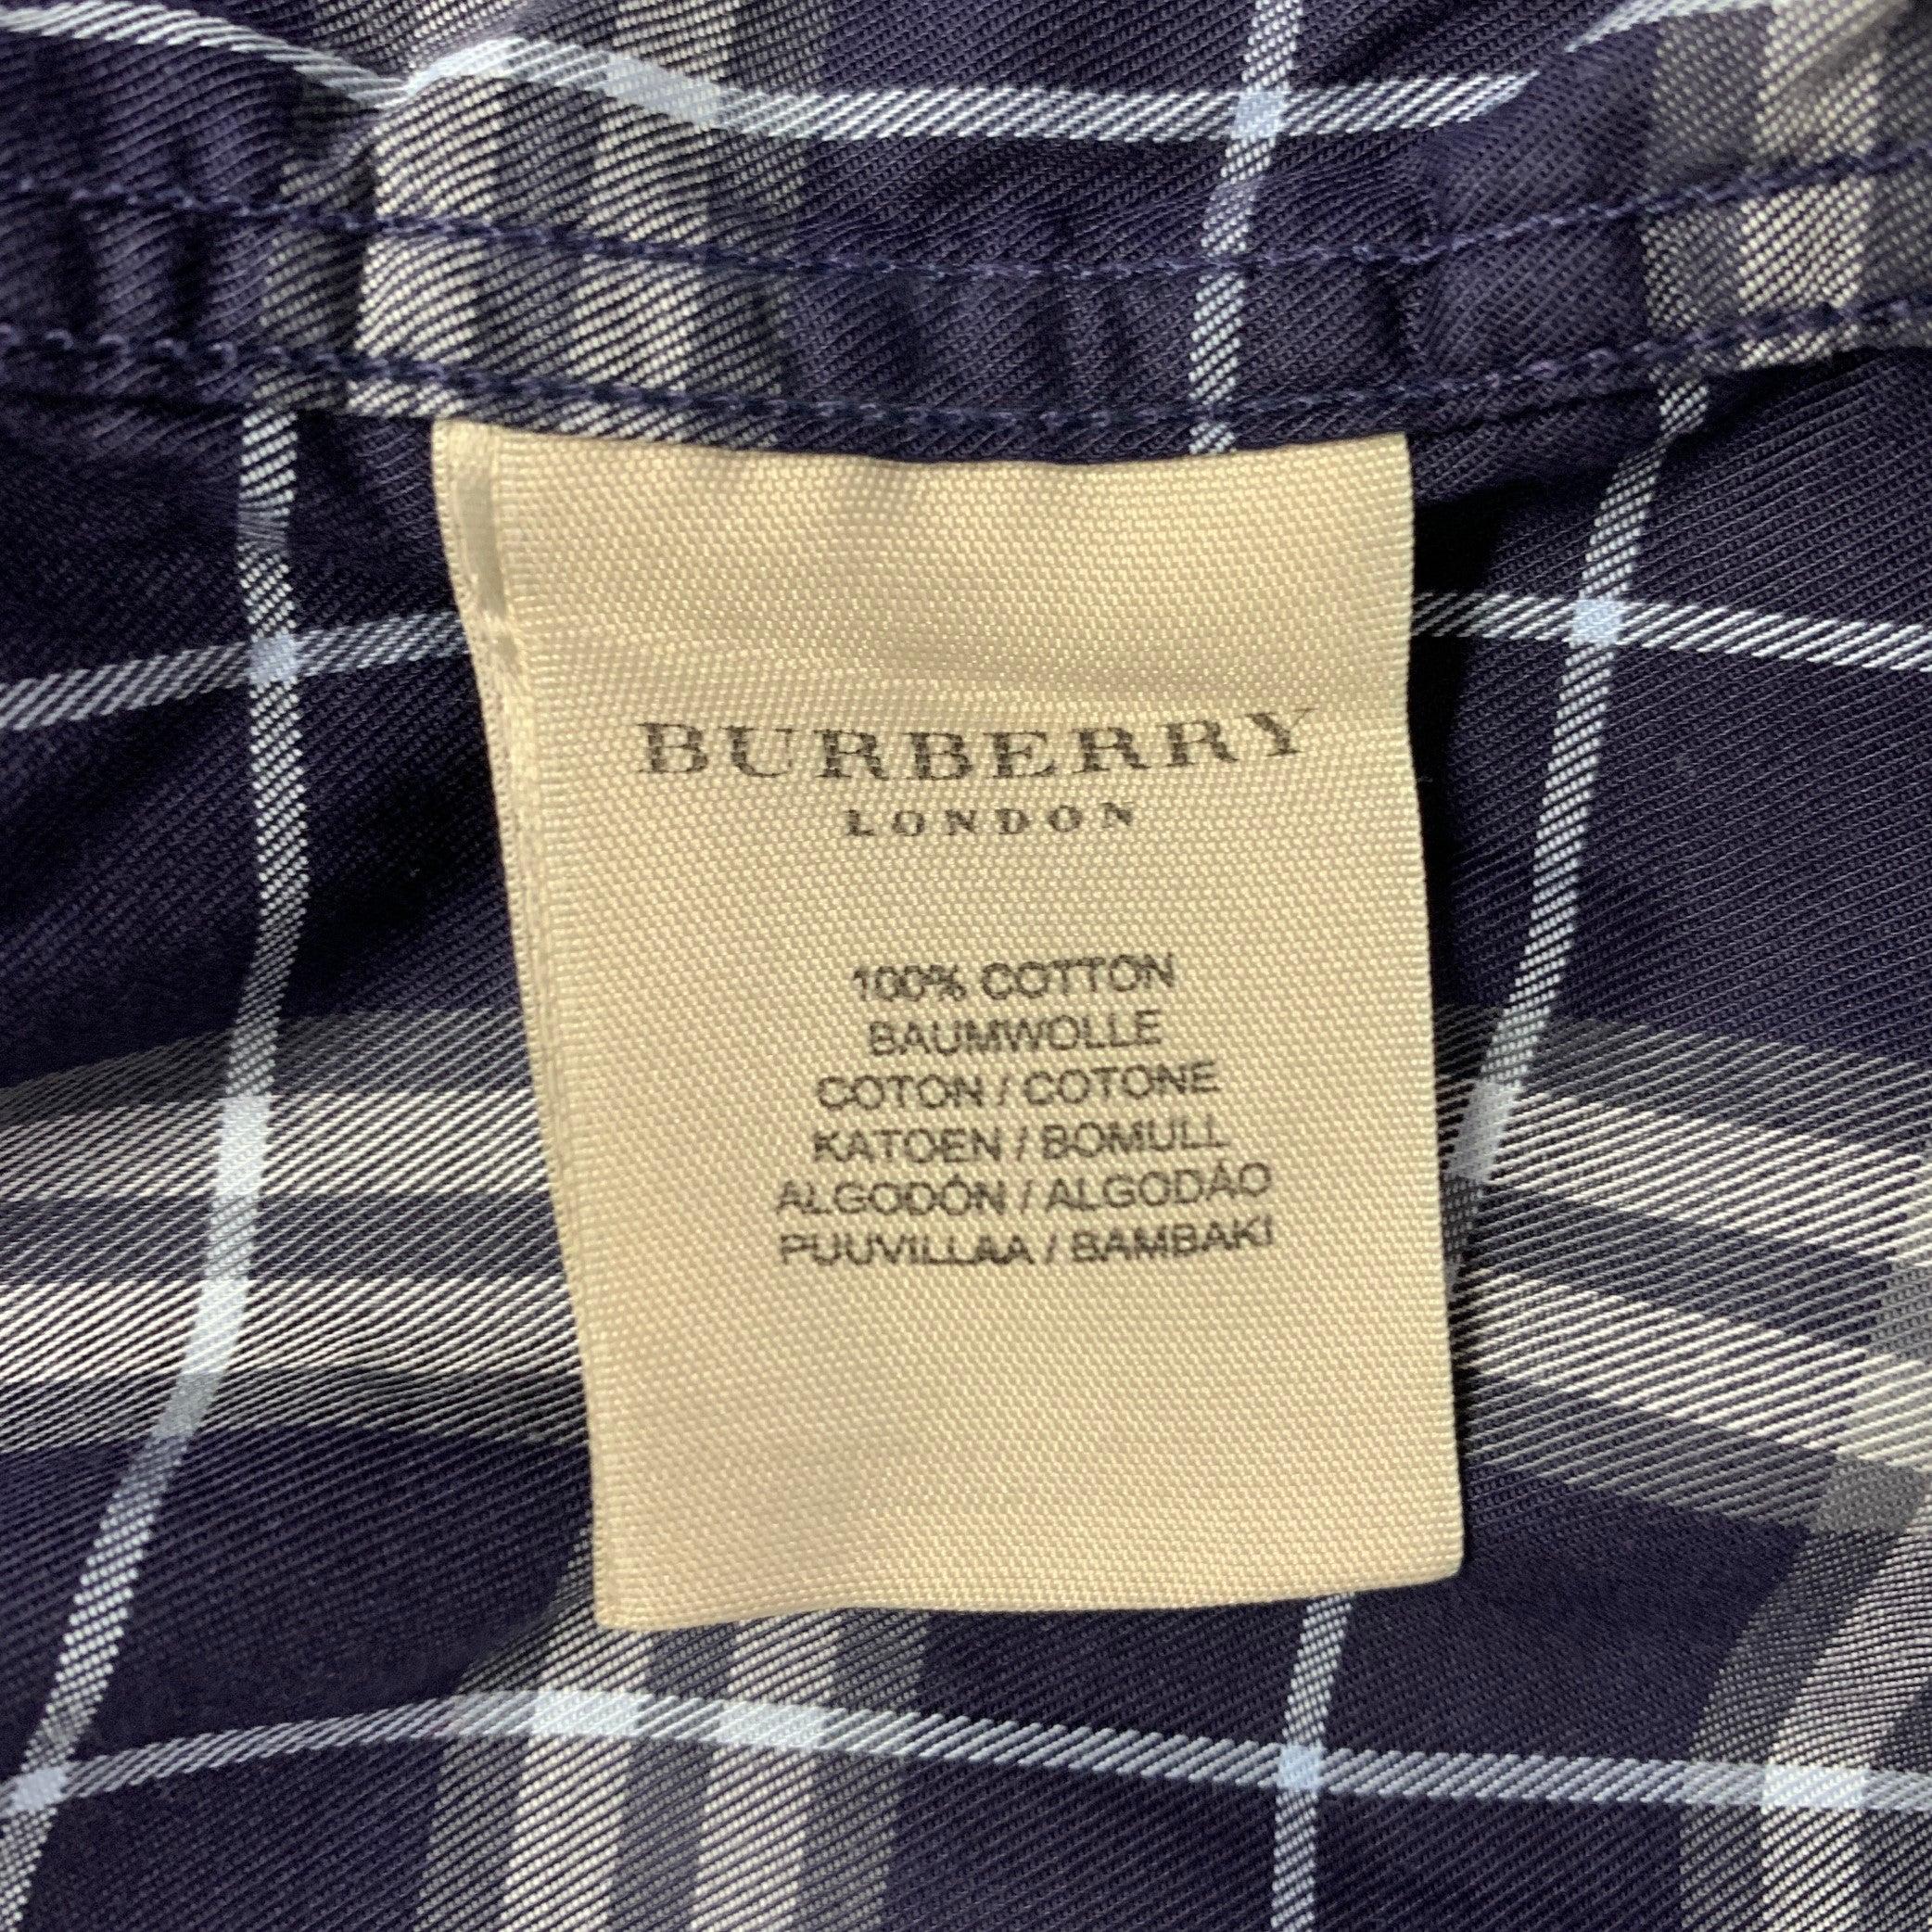 BURBERRY
LONDON
100% COTTON
BAUMWOLLE
COTON / COTONE
KATOEN / BOMULL
ALGODÓN / ALGODÃO
PUUVILLAA / BAMBAKI